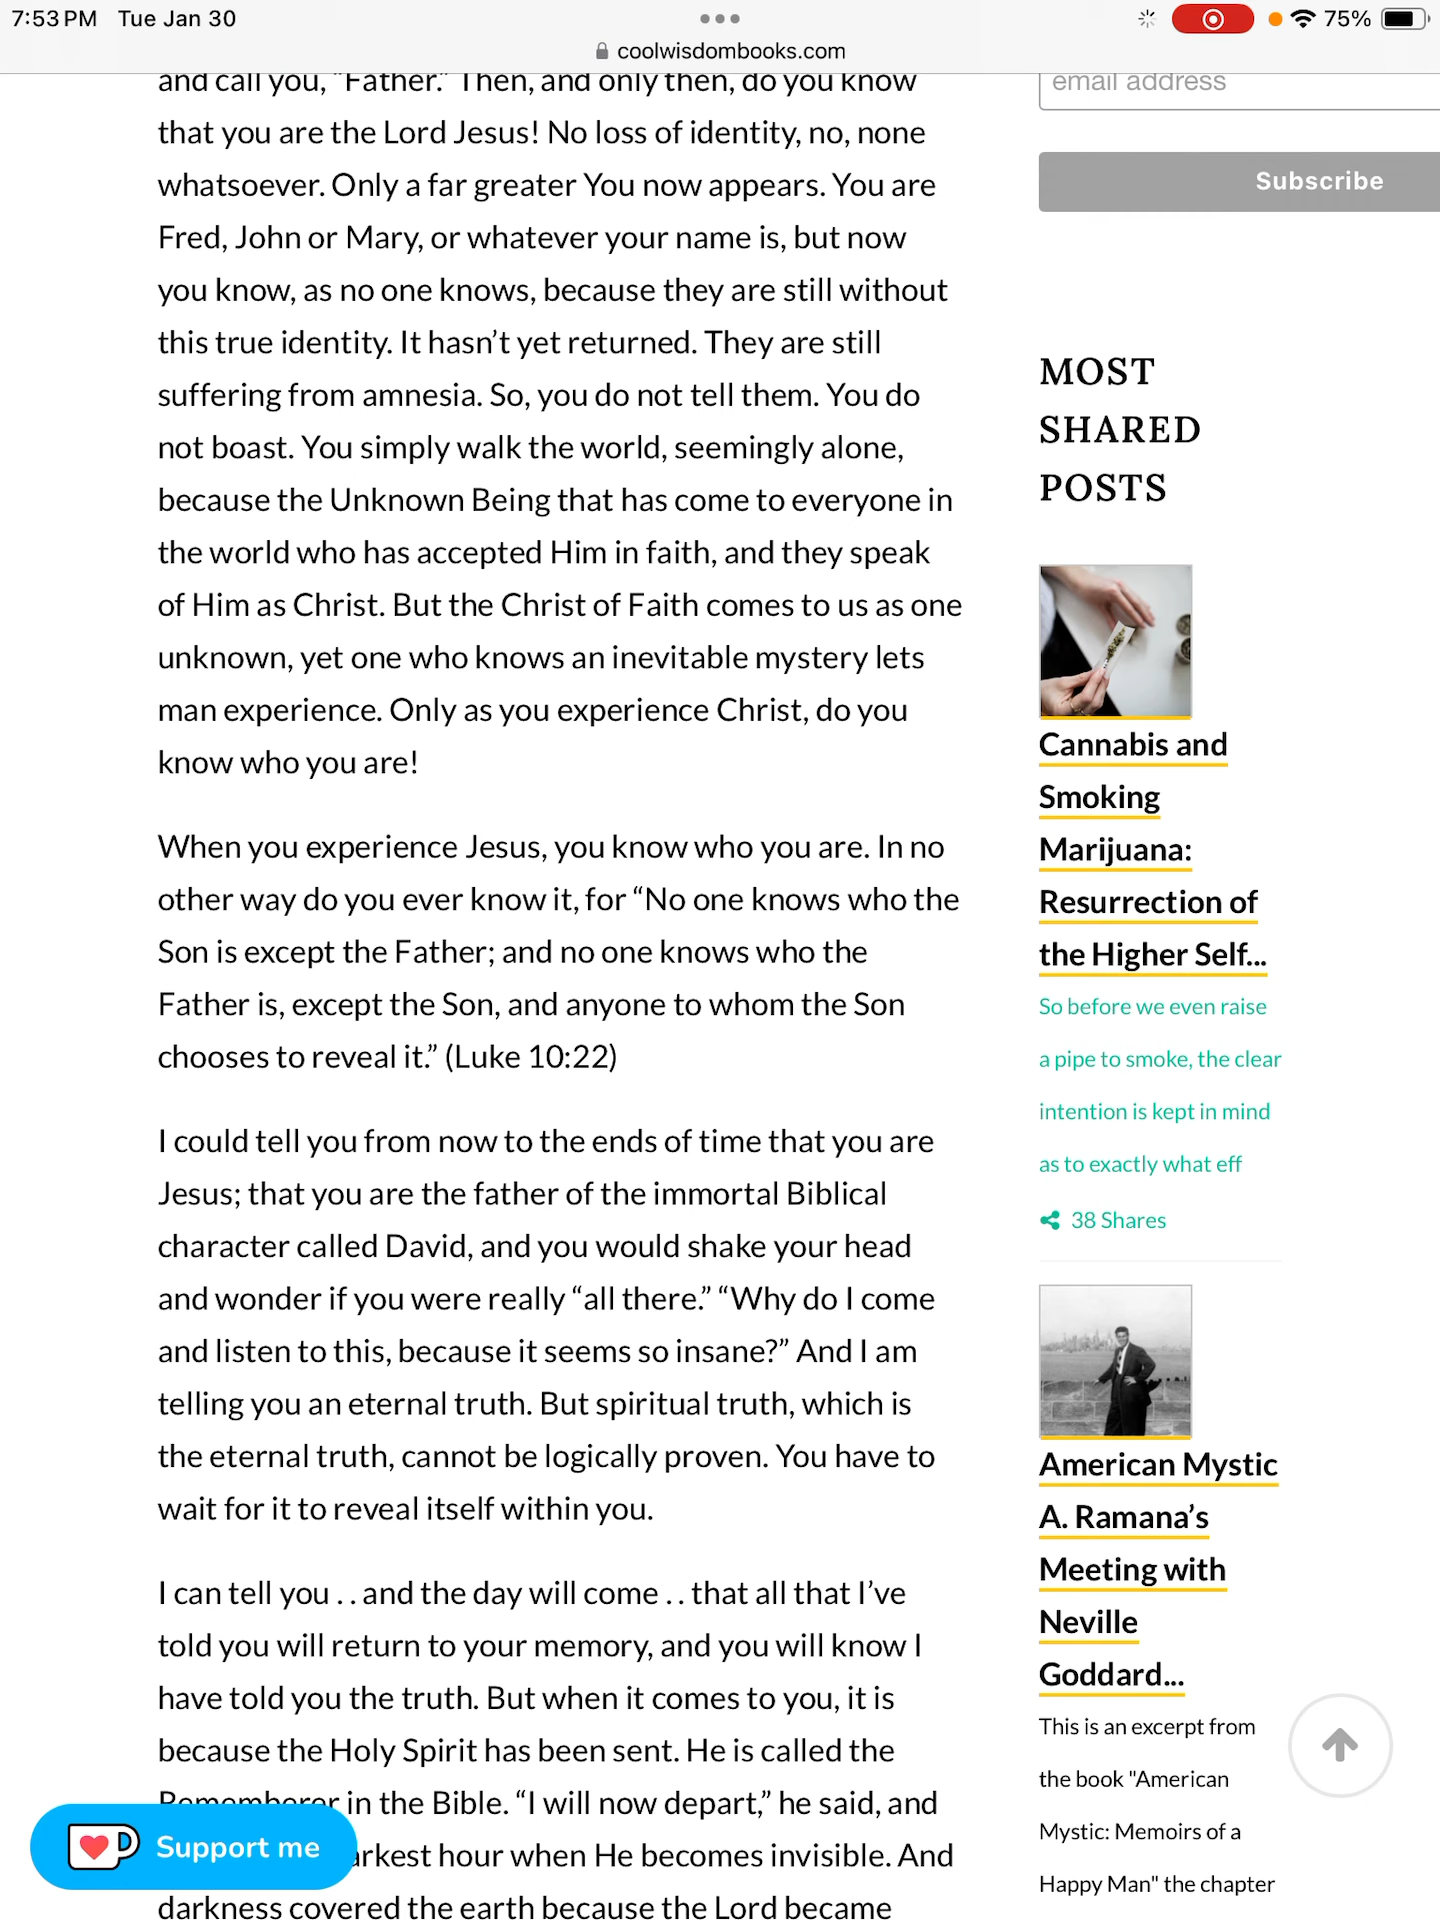 7:53 PM Tue Jan 30
75%
coolwisdombooks.com
and call you, "Father." Then, and only then, do you know
that you are the Lord Jesus! No loss of identity, no, none
whatsoever. Only a far greater You now appears. You are
Fred, John or Mary, or whatever your name is, but now
you know, as no one knows, because they are still without
this true identity. It hasn’t yet returned. They are still
suffering from amnesia. So, you do not tell them. You do
not boast. You simply walk the world, seemingly alone,
because the Unknown Being that has come to everyone in
the world who has accepted Him in faith, and they speak
of Him as Christ. But the Christ of Faith comes to us as one
unknown, yet one who knows an inevitable mystery lets
man experience. Only as you experience Christ, do you
know who you are!
When you experience Jesus, you know who you are. In no
other way do you ever know it, for “No one knows who the
Son is except the Father; and no one knows who the
Father is, except the Son, and anyone to whom the Son
chooses to reveal it.” (Luke 10:22)
I could tell you from now to the ends of time that you are
Jesus; that you are the father of the immortal Biblical
character called David, and you would shake your head
and wonder if you were really “all there.” “Why do I come
and listen to this, because it seems so insane?” And I am
telling you an eternal truth. But spiritual truth, which is
the eternal truth, cannot be logically proven. You have to
wait for it to reveal itself within you.
I can tell you . . and the day will come . . that all that I’ve
told you will return to your memory, and you will know I
have told you the truth. But when it comes to you, it is
because the Holy Spirit has been sent. He is called the
Rememberer in the Bible. “I will now depart,” he said, and
arkest hour when He becomes invisible. And
darkness covered the earth because the Lord became
Support me
email address
Subscribe
MOST
SHARED
POSTS
Cannabis and
Smoking
Marijuana:
Resurrection of
the Higher Self...
So before we even raise
a pipe to smoke, the clear
intention is kept in mind
as to exactly what eff
38 Shares
American Mystic
A. Ramana’s
Meeting with
Neville
Goddard...
This is an excerpt from
the book "American
Mystic: Memoirs of a
Happy Man" the chapter